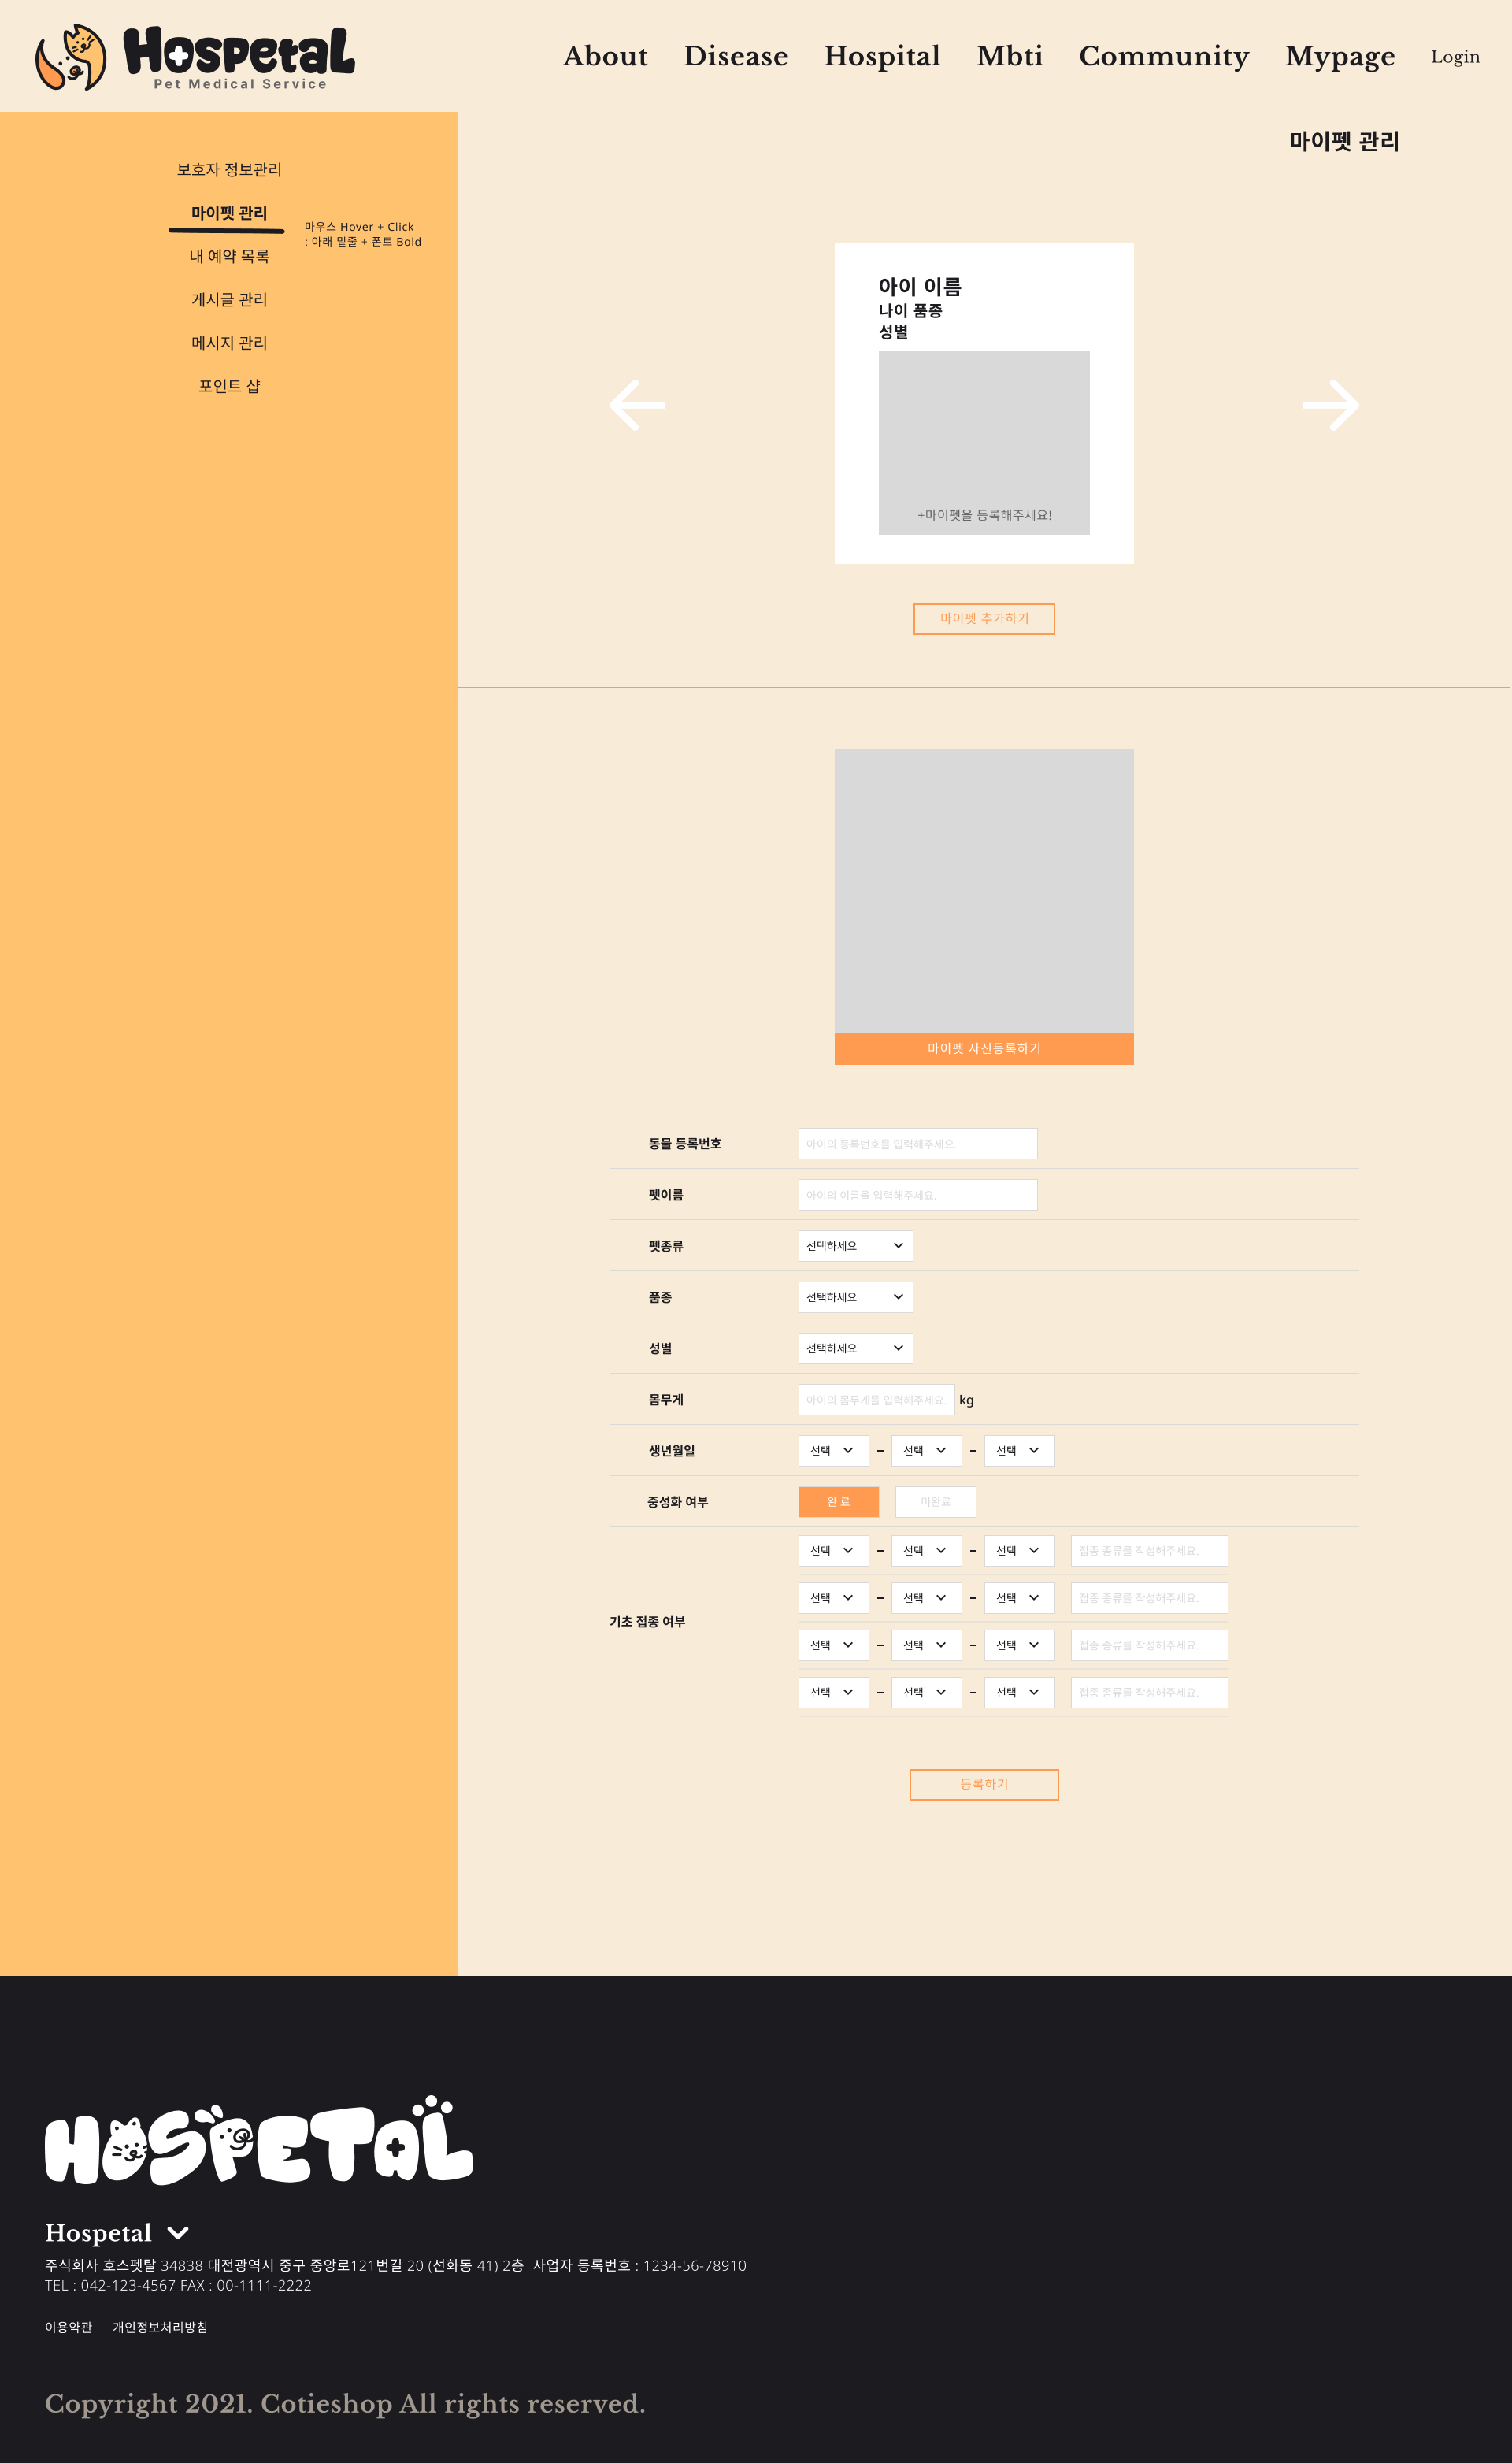 Hospetal
Pet Medical Service
About Disease Hospital Mbti Community Mypage Login
보호자 정보관리
마이펫 관리
마우스 Hover + Click
: 아래 밑줄 + 폰트 Bold
내 예약 목록
게시글 관리
메시지 관리
포인트 샵
마이펫 관리
아이 이름
나이 품종
성별
+마이펫을 등록해주세요!
마이펫 추가하기
마이펫 사진등록하기
동물 등록번호 아이의 등록번호를 입력해주세요.
펫이름 아이의 이름을 입력해주세요.
펫종류 선택하세요
품종 선택하세요
성별 선택하세요
몸무게 아이의 몸무게를 입력해주세요. kg
생년월일 선택 - 선택 - 선택
중성화 여부 완 료 미완료
선택 - 선택 - 선택 접종 종류를 작성해주세요.
선택 - 선택 - 선택 접종 종류를 작성해주세요.
기초 접종 여부
선택 - 선택 - 선택 접종 종류를 작성해주세요.
선택 - 선택 - 선택 접종 종류를 작성해주세요.
등록하기
HOSPETAL
Hospetal
주식회사 호스펫탈 34838 대전광역시 중구 중앙로121번길 20 (선화동 41) 2층 사업자 등록번호 : 1234-56-78910
TEL : 042-123-4567 FAX : 00-1111-2222
이용약관 개인정보처리방침
Copyright 2021. Cotieshop All rights reserved.